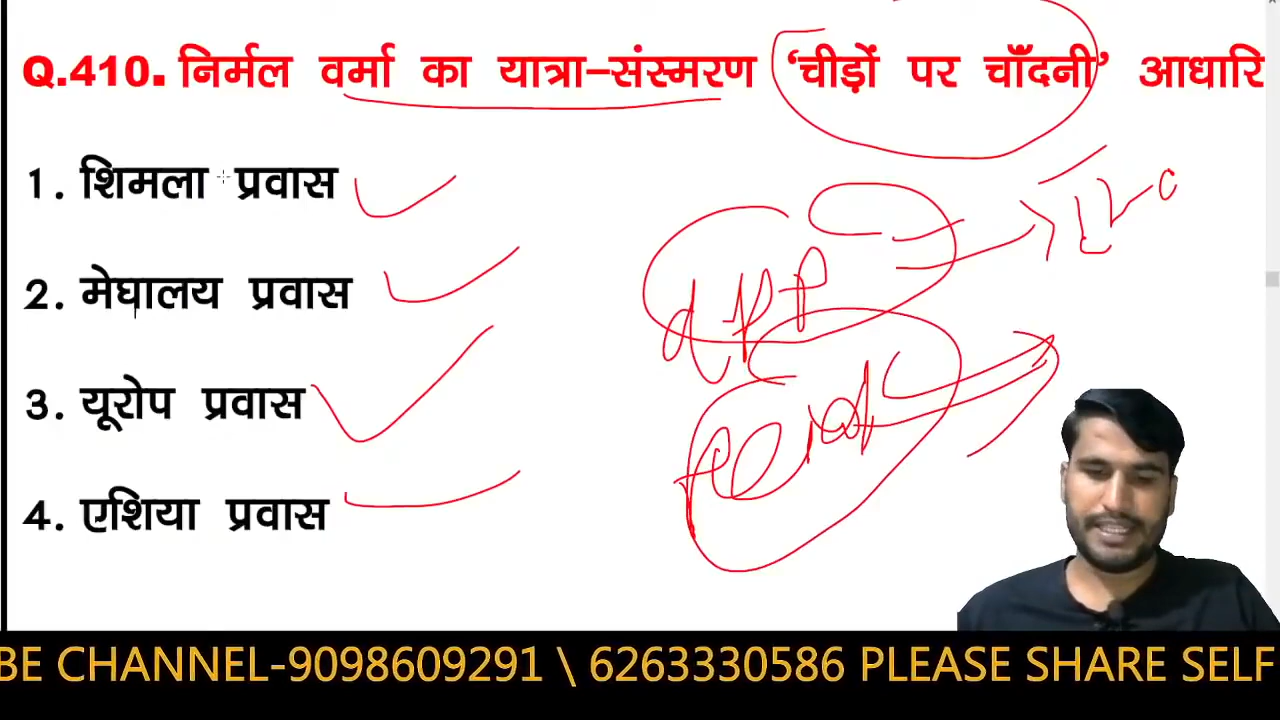 Q.410. निर्मल वर्मा का यात्रा-संस्मरण ‘चीड़ों पर चाँदनी’ आधारि
1. शिमला प्रवास
2. मेघालय प्रवास
3. यूरोप प्रवास
4. एशिया प्रवास
BE CHANNEL-9098609291 \ 6263330586 PLEASE SHARE SELF